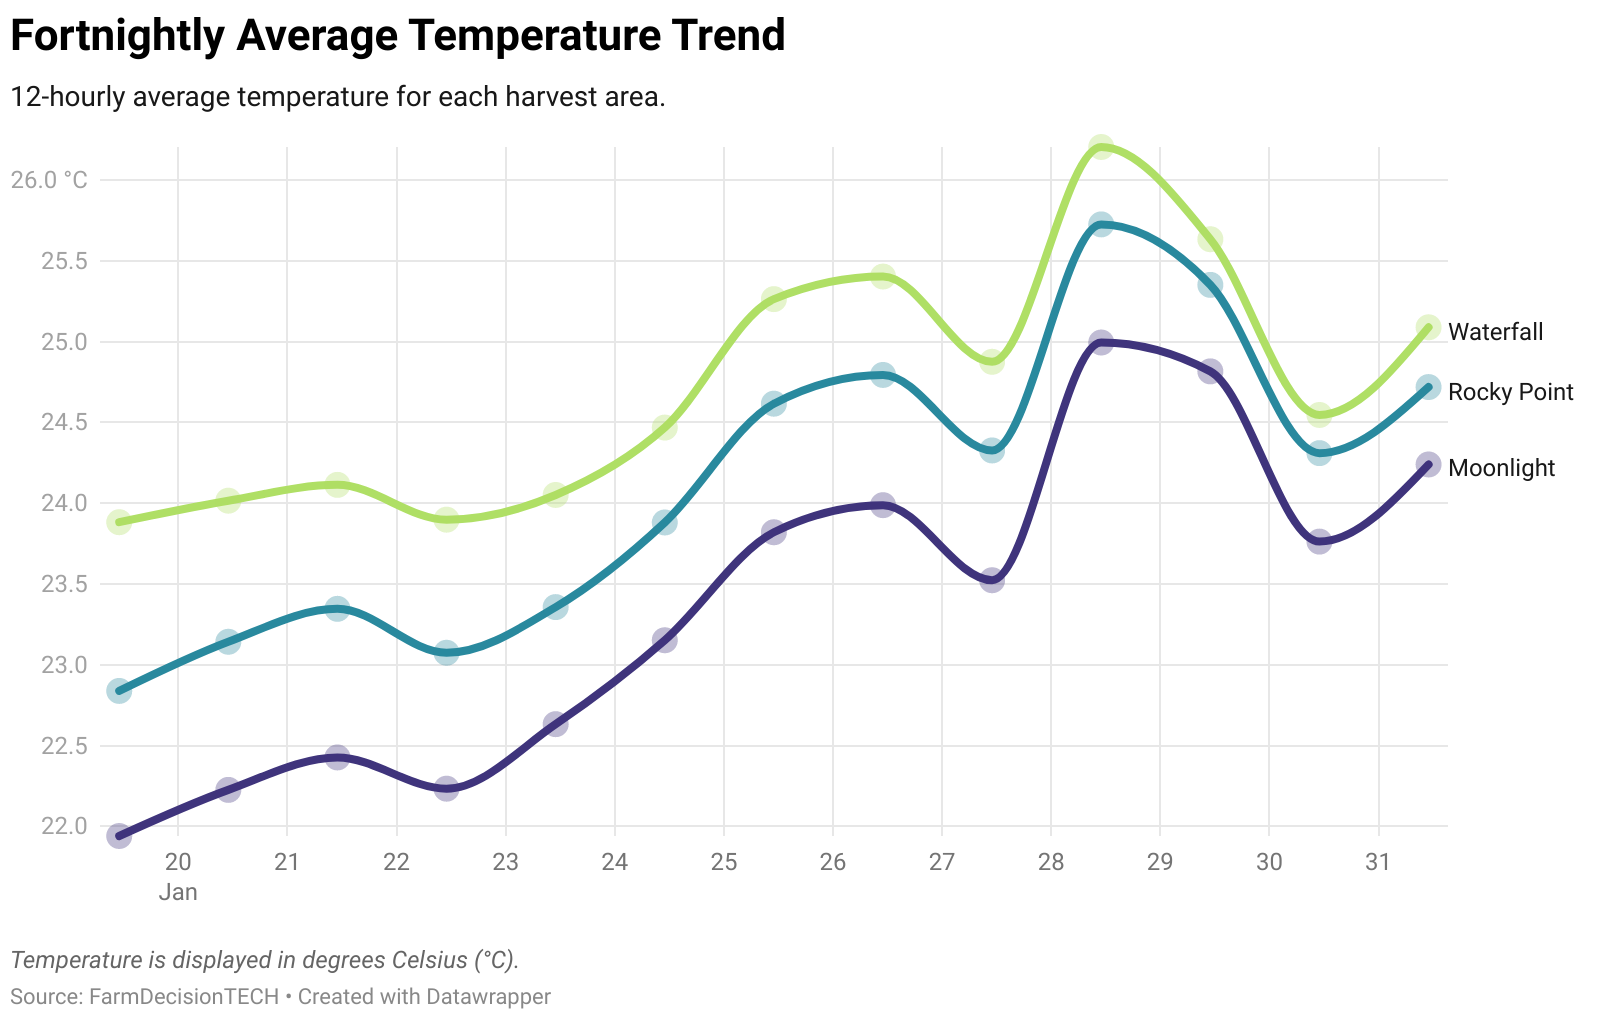 Fortnightly Average Temperature Trend
12-hourly average temperature for each harvest area.
26.0 °C
25.5
25.0
24.5
24.0
23.5
23.0
22.5
22.0
Waterfall
Rocky Point
Moonlight
20 21 22 23 24 25 26 27 28 29 30 31
Jan
Temperature is displayed in degrees Celsius (°C).
Source: FarmDecisionTECH • Created with Datawrapper